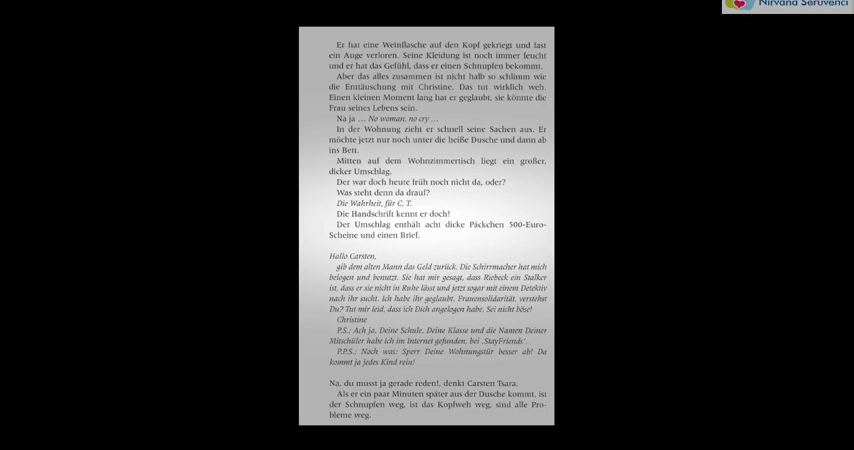 Nirvana Serüvenci
Er hat eine Weinflasche auf den Kopf gekriegt und fast
ein Auge verloren. Seine Kleidung ist noch immer feucht
und er hat das Gefühl, dass er einen Schnupfen bekommt.
Aber das alles zusammen ist nicht halb so schlimm wie
die Enttäuschung mit Christine. Das tut wirklich weh.
Einen kleinen Moment lang hat er geglaubt, sie könnte die
Frau seines Lebens sein.
Na ja … No woman, no cry …
In der Wohnung zieht er schnell seine Sachen aus. Er
möchte jetzt nur noch unter die heiße Dusche und dann ab
ins Bett.
Mitten auf dem Wohnzimmertisch liegt ein großer,
dicker Umschlag.
Der war doch heute früh noch nicht da, oder?
Was steht denn da drauf?
Die Wahrheit, für C. T.
Die Handschrift kennt er doch!
Der Umschlag enthält acht dicke Päckchen 500-Euro-
Scheine und einen Brief.
Hallo Carsten,
gib dem alten Mann das Geld zurück. Die Schirrmacher hat mich
belogen und benutzt. Sie hat mir gesagt, dass Riebeck ein Stalker
ist, dass er sie nicht in Ruhe lässt und jetzt sogar mit einem Detektiv
nach ihr sucht. Ich habe ihr geglaubt. Frauensolidarität, verstehst
Du? Tut mir leid, dass ich Dich angelogen habe. Sei nicht böse!
Christine
P.S.: Ach ja, Deine Schule, Deine Klasse und die Namen Deiner
Mitschüler habe ich im Internet gefunden, bei ‚StayFriends'.
P.P.S.: Noch was: Sperr Deine Wohnungstür besser ab! Da
kommt ja jedes Kind rein!
Na, du musst ja gerade reden!, denkt Carsten Tsara.
Als er ein paar Minuten später aus der Dusche kommt, ist
der Schnupfen weg, ist das Kopfweh weg, sind alle Pro-
bleme weg.